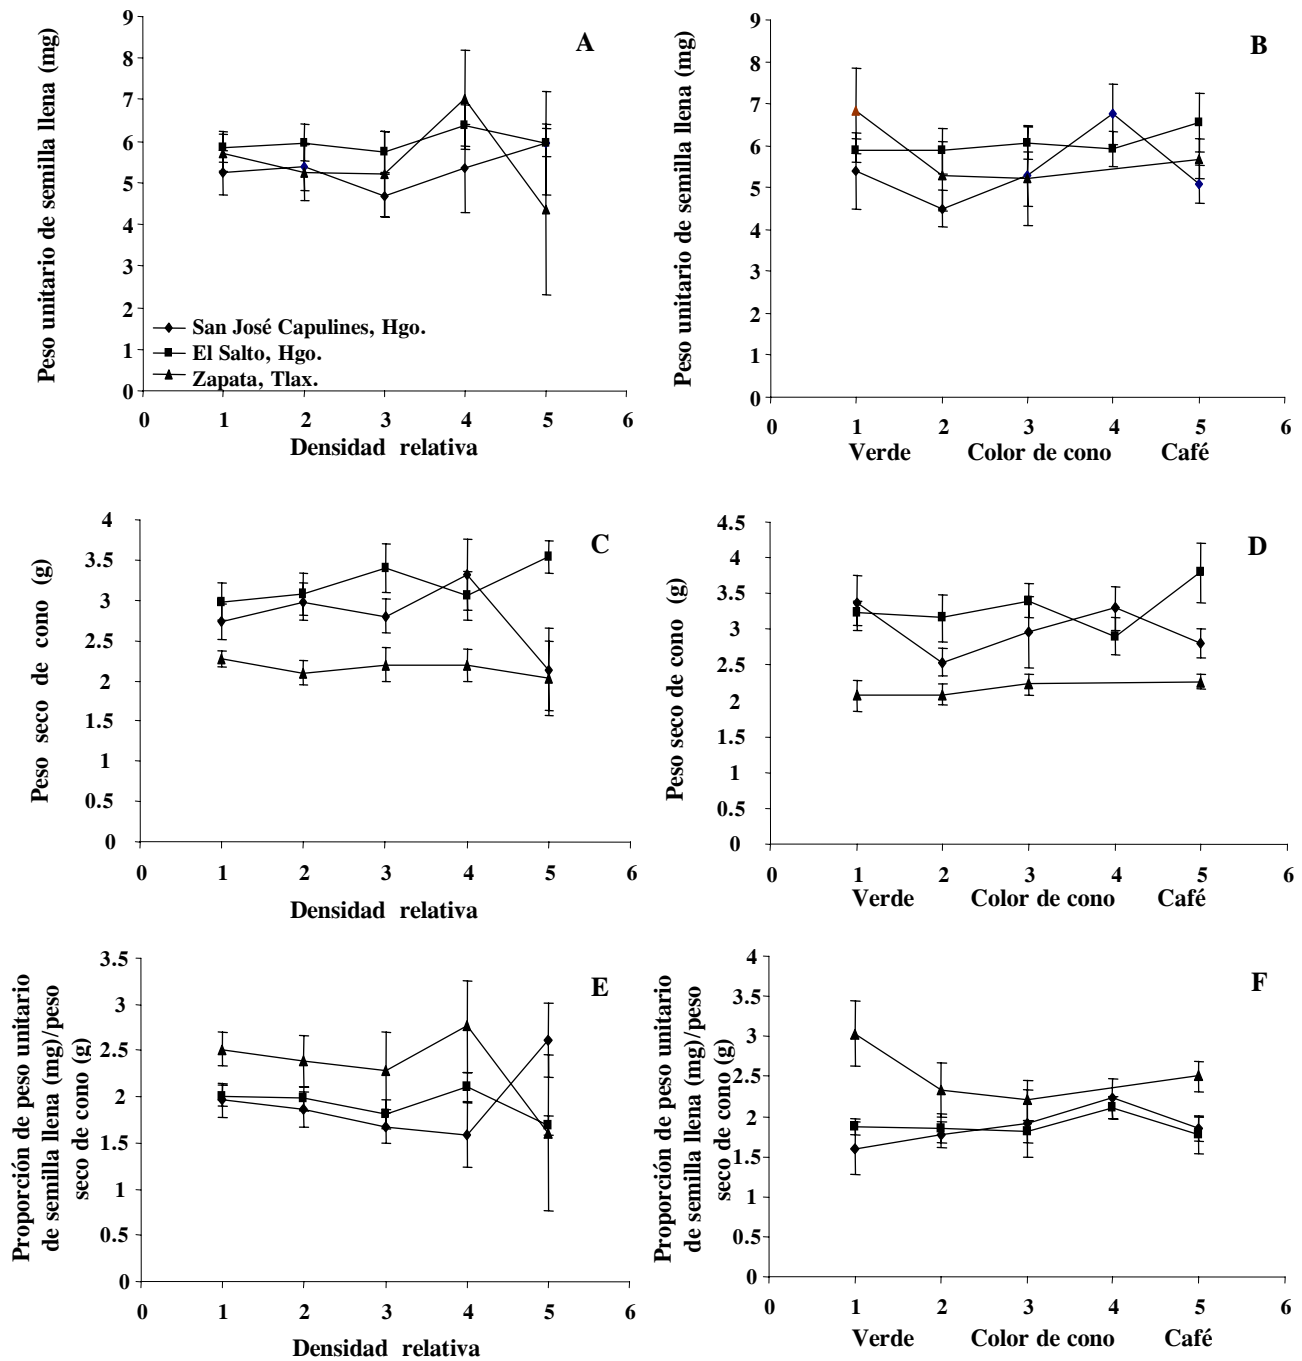 A
Peso unitario de semilla llena (mg)
9
8
7
6
5
4
3
2
1
0
San José Capulines, Hgo.
El Salto, Hgo.
Zapata, Tlax.
0 1 2 3 4 5 6
Densidad relativa
B
Peso unitario de semilla llena (mg)
9
8
7
6
5
4
3
2
1
0
0 1 2 3 4 5 6
Verde Color de cono Café
C
Peso seco de cono (g)
4
3.5
3
2.5
2
1.5
1
0.5
0
0 1 2 3 4 5 6
Densidad relativa
D
Peso seco de cono (g)
4.5
4
3.5
3
2.5
2
1.5
1
0.5
0
0 1 2 3 4 5 6
Verde Color de cono Café
E
Proporción de peso unitario
de semilla llena (mg)/peso
seco de cono (g)
3.5
3
2.5
2
1.5
1
0.5
0
0 1 2 3 4 5 6
Densidad relativa
F
Proporción de peso unitario
de semilla llena (mg)/peso
seco de cono (g)
4
3.5
3
2.5
2
1.5
1
0.5
0
0 1 2 3 4 5 6
Verde Color de cono Café